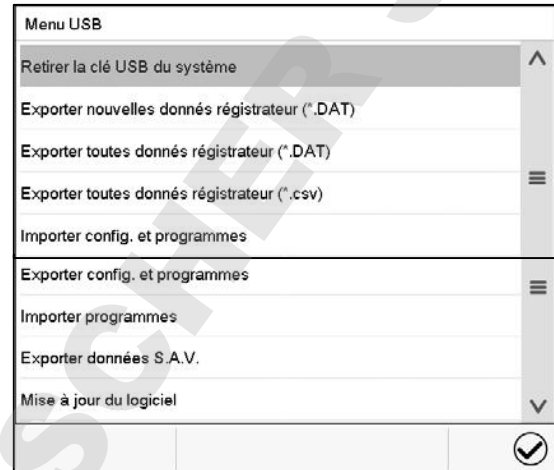 Menu USB
Retirer la clé USB du système
Exporter nouvelles donnés régistrateur (*.DAT)
Exporter toutes donnés régistrateur (*.DAT)
Exporter toutes donnés régistrateur (*.csv)
Importer config. et programmes
Exporter config. et programmes
Importer programmes
Exporter données S.A.V.
Mise à jour du logiciel
SCHER